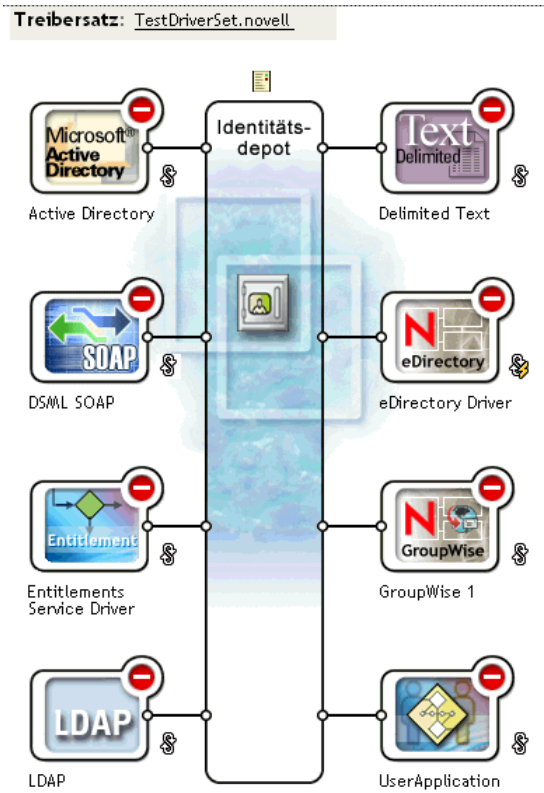 Treibersatz: TestDriverSet.novell
Identitäts-
depot
Microsoft®
Active
Directory
Active Directory
Text
Delimited
Delimited Text
SOAP
DSML SOAP
N
eDirectory
eDirectory Driver
Entitlement
Entitlements
Service Driver
N
GroupWise
GroupWise 1
LDAP
LDAP
UserApplication